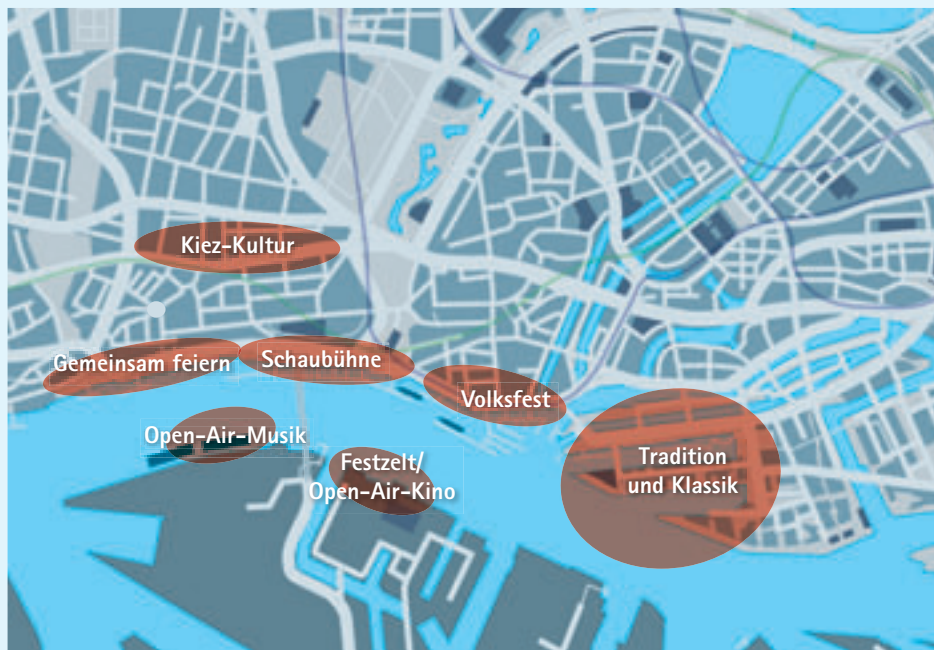 Kiez-Kultur
Gemeinsam feiern
Schaubühne
Volksfest
Open-Air-Musik
Festzelt/
Open-Air-Kino
Tradition
und Klassik